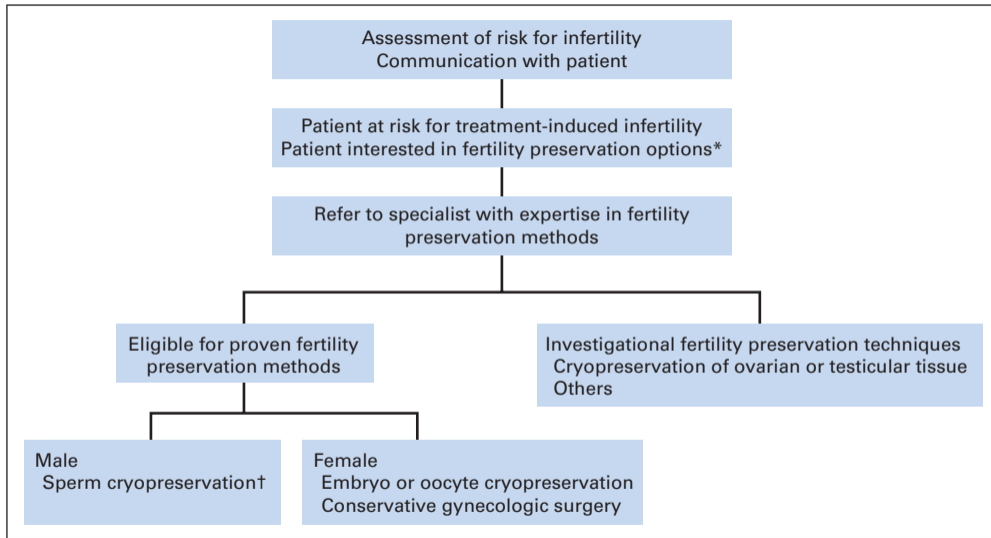 Assessment of risk for infertility
Communication with patient
Patient at risk for treatment-induced infertility
Patient interested in fertility preservation options*
Refer to specialist with expertise in fertility
preservation methods
Eligible for proven fertility
preservation methods
Investigational fertility preservation techniques
Cryopreservation of ovarian or testicular tissue
Others
Male
Sperm cryopreservation†
Female
Embryo or oocyte cryopreservation
Conservative gynecologic surgery